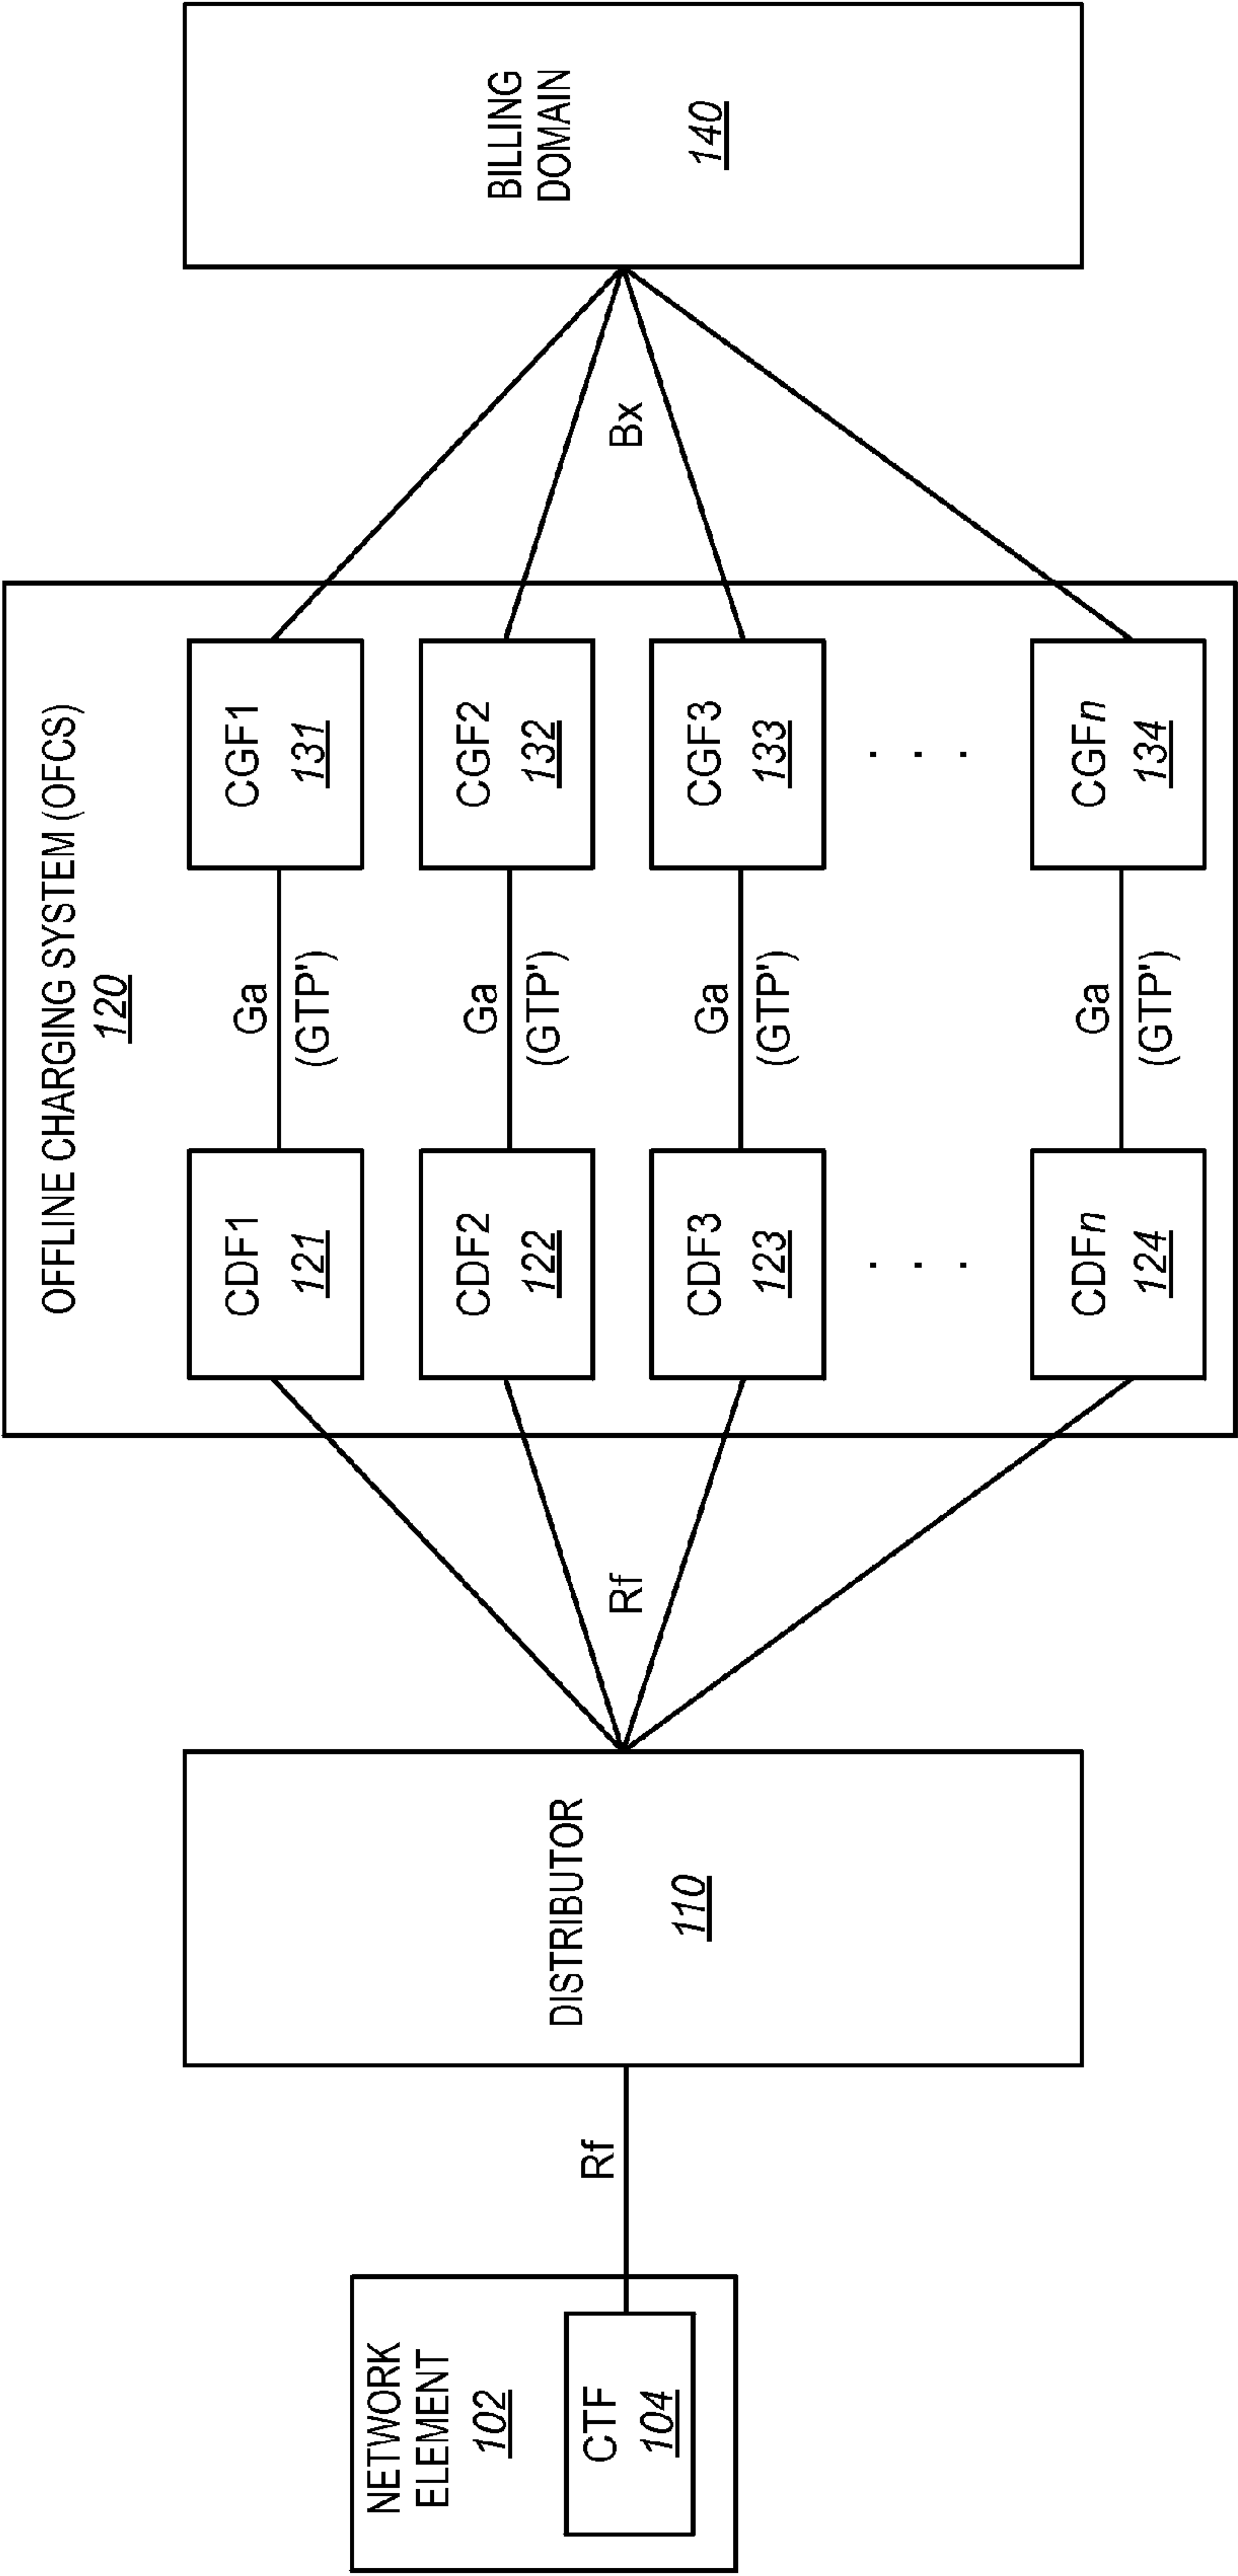 NETWORK
ELEMENT
102
CTF
104
Rf
DISTRIBUTOR
110
Rf
OFFLINE CHARGING SYSTEM (OFCS)
120
CDF1
121
Ga
(GTP')
CGF1
131
CDF2
122
Ga
(GTP')
CGF2
132
CDF3
123
Ga
(GTP')
CGF3
133
. . .
. . .
CDFn
124
Ga
(GTP')
CGFn
134
Bx
BILLING
DOMAIN
140